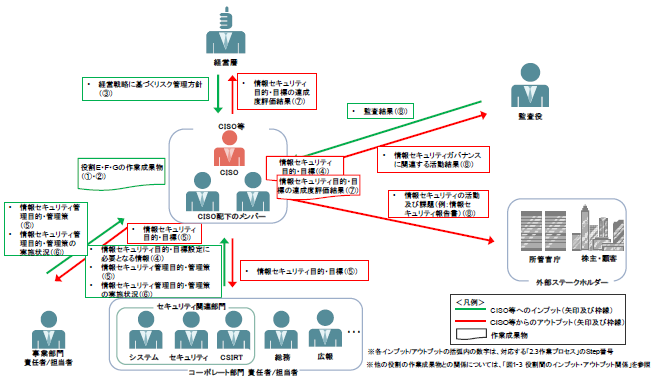 経営層
・ 経営戦略に基づくリスク管理方針
（③）
・ 情報セキュリティ
目的・目標の達成
度評価結果（⑦）
監査役
・ 監査結果（⑧）
CISO等
CISO
CISO配下のメンバー
役割E・F・Gの作業成果物
（①・②）
情報セキュリティ
目的・目標（④）
情報セキュリティ目的・目
標の達成度評価結果（⑦）
・ 情報セキュリティガバナンス
に関連する活動結果（⑧）
・ 情報セキュリティの活動
及び課題（例：情報セ
キュリティ報告書）（⑧）
・ 情報セキュリティ管
理目的・管理策
（⑤）
・ 情報セキュリティ管
理目的・管理策の
実施状況（⑥）
・ 情報セキュリティ
目的・目標（⑤）
・ 情報セキュリティ目的・目標設定に
必要となる情報（④）
・ 情報セキュリティ管理目的・管理策
（⑤）
・ 情報セキュリティ管理目的・管理策
の実施状況（⑥）
・ 情報セキュリティ目的・目標（⑤）
所管官庁
株主・顧客
外部ステークホルダー
＜凡例＞
CISO等へのインプット（矢印及び枠線）
CISO等からのアウトプット（矢印及び枠線）
作業成果物
セキュリティ関連部門
システム
セキュリティ
CSIRT
総務
広報
…
事業部門
責任者/担当者
コーポレート部門 責任者/担当者
※各インプット/アウトプットの括弧内の数字は、対応する「2.3作業プロセス」のStep番号
※他の役割の作業成果物との関係については、「図1-3 役割間のインプット・アウトプット関係」を参照